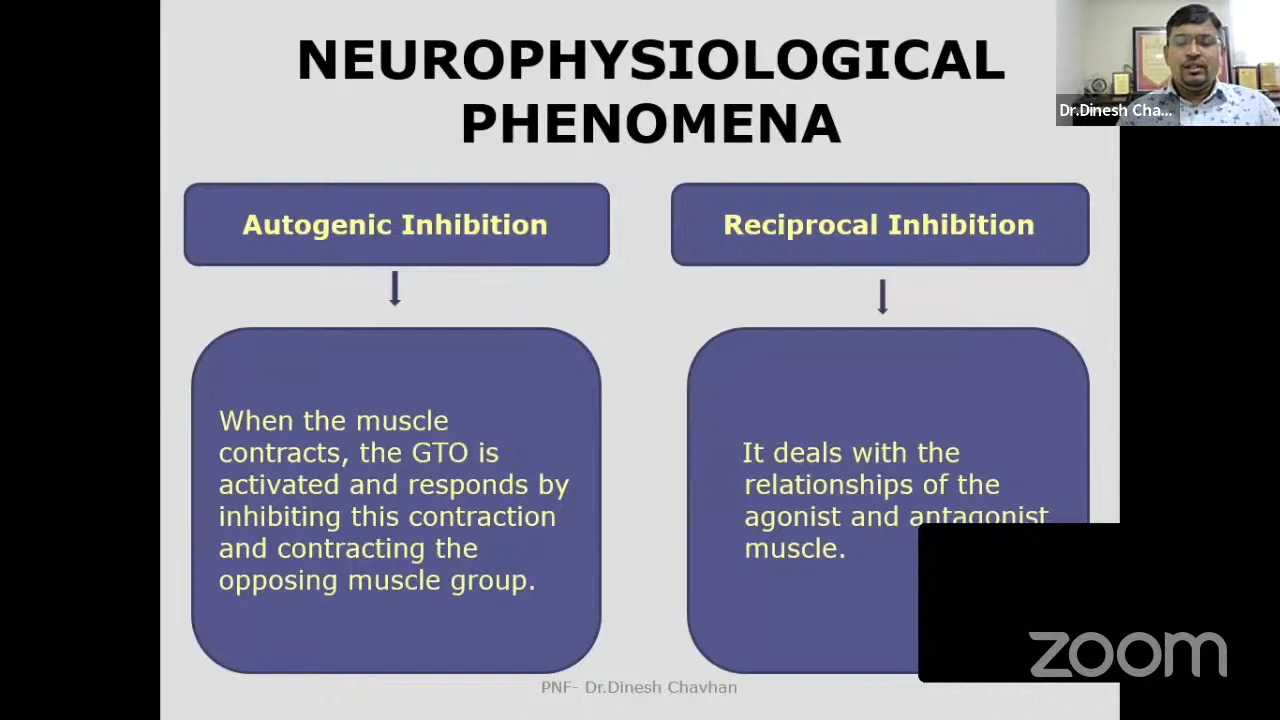 NEUROPHYSIOLOGICAL
PHENOMENA
Dr.Dinesh Cha...
Autogenic Inhibition
Reciprocal Inhibition
When the muscle
contracts, the GTO is
activated and responds by
inhibiting this contraction
and contracting the
opposing muscle group.
It deals with the
relationships of the
agonist and antagonist
muscle.
zoom
PNF- Dr.Dinesh Chavhan